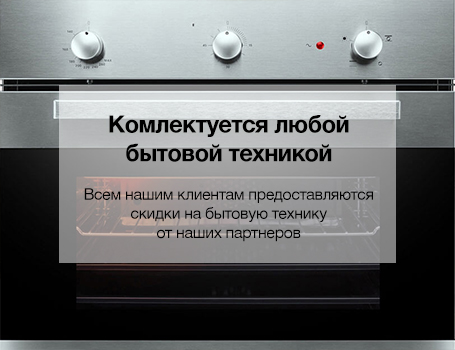 Комлектуется любой
бытовой техникой
Всем нашим клиентам предоставляются
скидки на бытовую технику
от наших партнеров